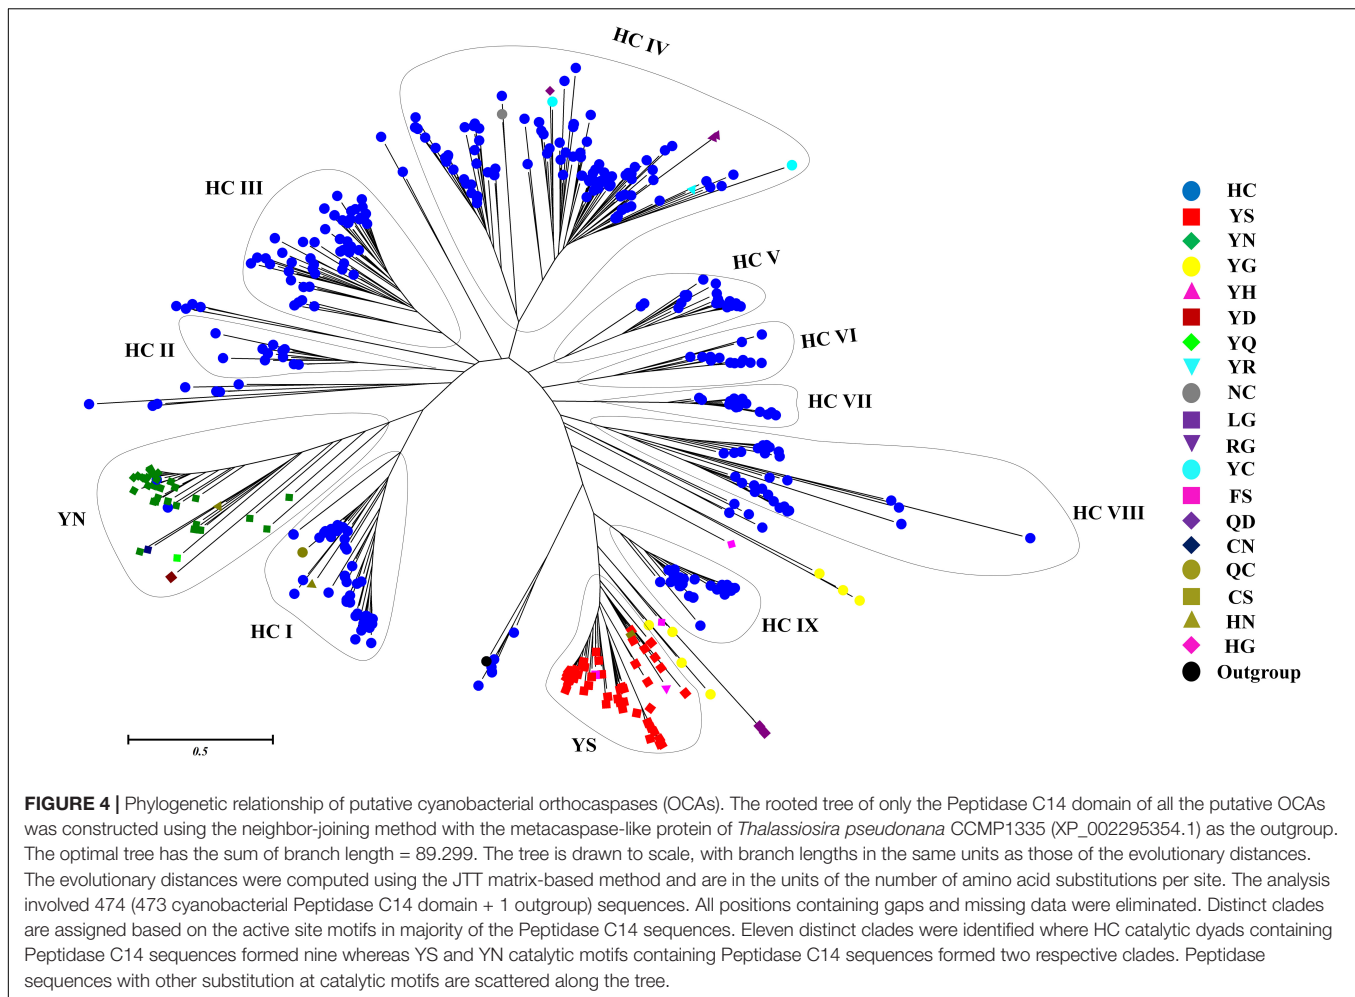 HC IV
HC III
HC V
HC II
HC VI
HC VII
HC VIII
YN
HC I
HC IX
YS
0.5
HC
YS
YN
YG
YH
YD
YQ
YR
NC
LG
RG
YC
FS
QD
CN
QC
CS
HN
HG
Outgroup
FIGURE 4 | Phylogenetic relationship of putative cyanobacterial orthocaspases (OCAs). The rooted tree of only the Peptidase C14 domain of all the putative OCAs
was constructed using the neighbor-joining method with the metacaspase-like protein of Thalassiosira pseudonana CCMP1335 (XP_002295354.1) as the outgroup.
The optimal tree has the sum of branch length = 89.299. The tree is drawn to scale, with branch lengths in the same units as those of the evolutionary distances.
The evolutionary distances were computed using the JTT matrix-based method and are in the units of the number of amino acid substitutions per site. The analysis
involved 474 (473 cyanobacterial Peptidase C14 domain + 1 outgroup) sequences. All positions containing gaps and missing data were eliminated. Distinct clades
are assigned based on the active site motifs in majority of the Peptidase C14 sequences. Eleven distinct clades were identified where HC catalytic dyads containing
Peptidase C14 sequences formed nine whereas YS and YN catalytic motifs containing Peptidase C14 sequences formed two respective clades. Peptidase
sequences with other substitution at catalytic motifs are scattered along the tree.